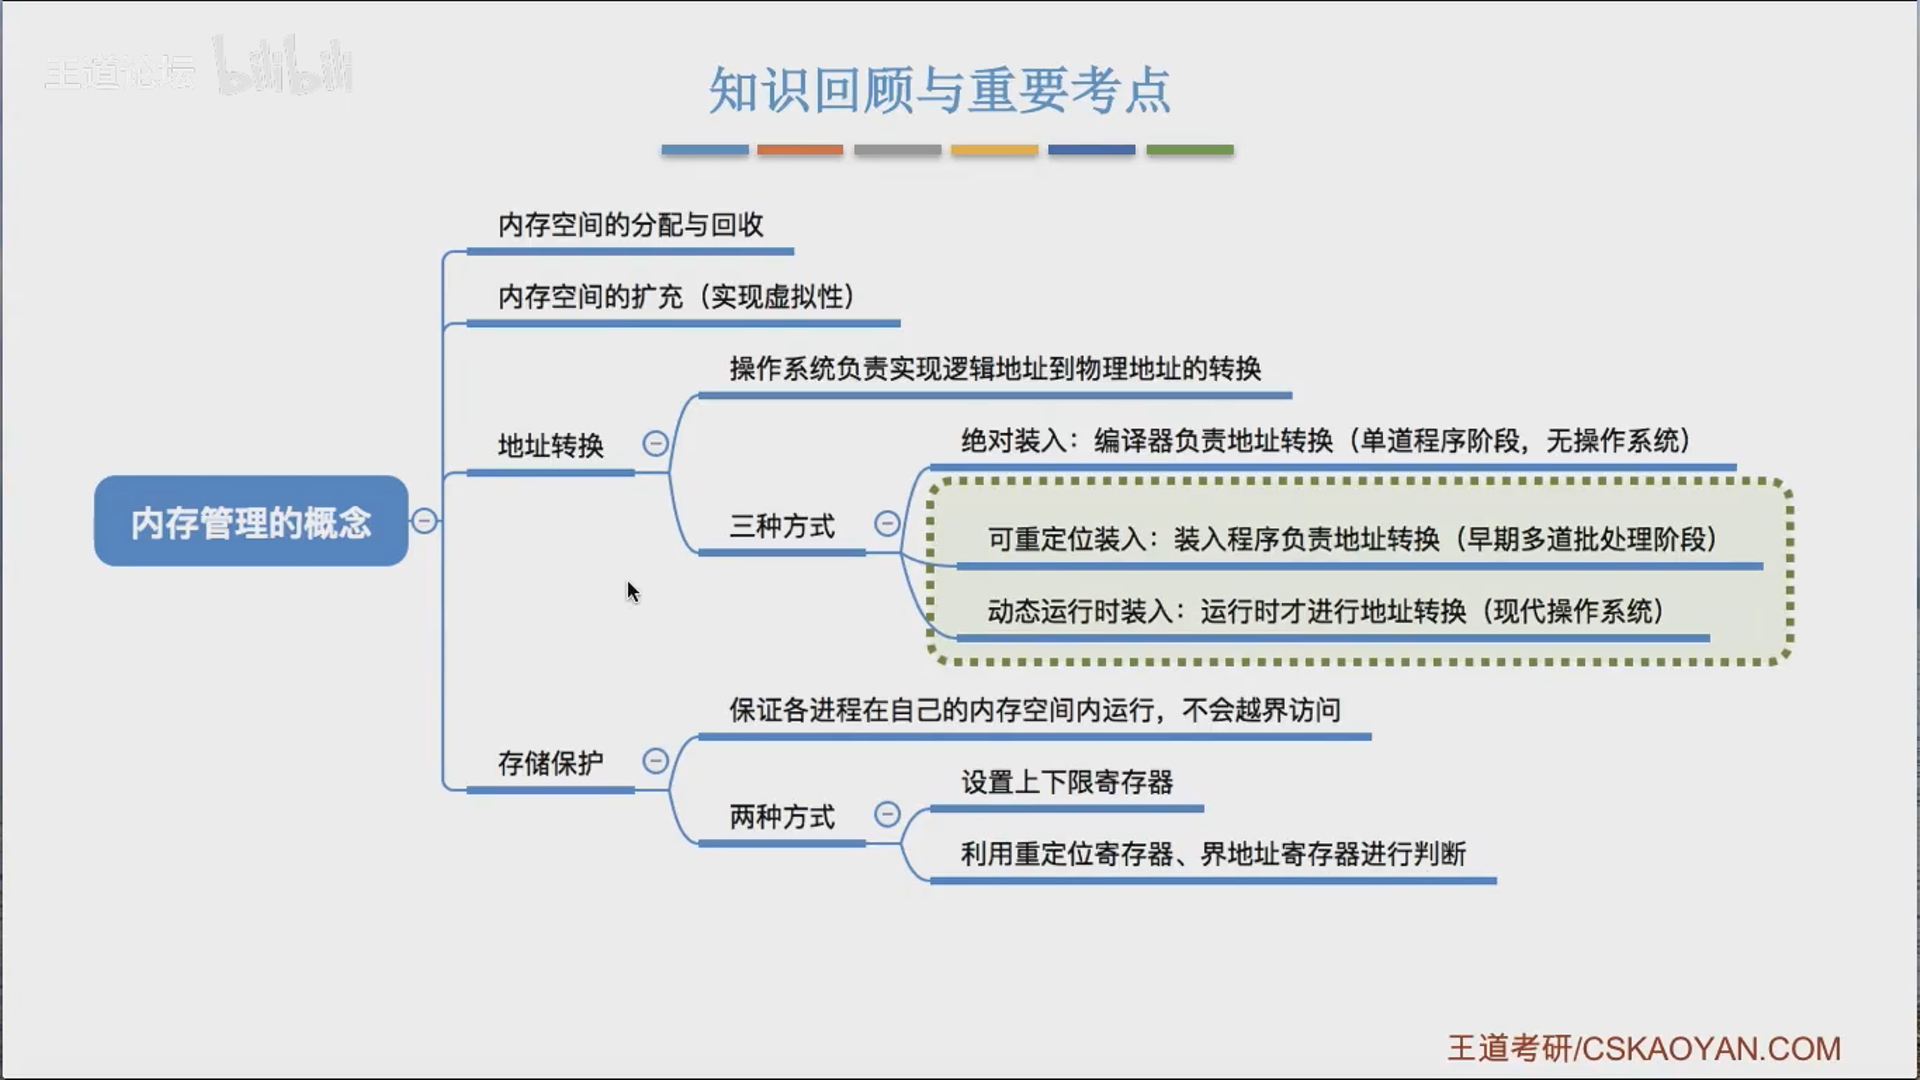 王道论坛 bilibili
知识回顾与重要考点
内存管理的概念
内存空间的分配与回收
内存空间的扩充（实现虚拟性）
地址转换
操作系统负责实现逻辑地址到物理地址的转换
三种方式
绝对装入：编译器负责地址转换（单道程序阶段，无操作系统）
可重定位装入：装入程序负责地址转换（早期多道批处理阶段）
动态运行时装入：运行时才进行地址转换（现代操作系统）
存储保护
保证各进程在自己的内存空间内运行，不会越界访问
两种方式
设置上下限寄存器
利用重定位寄存器、界地址寄存器进行判断
王道考研/CSKAOYAN.COM